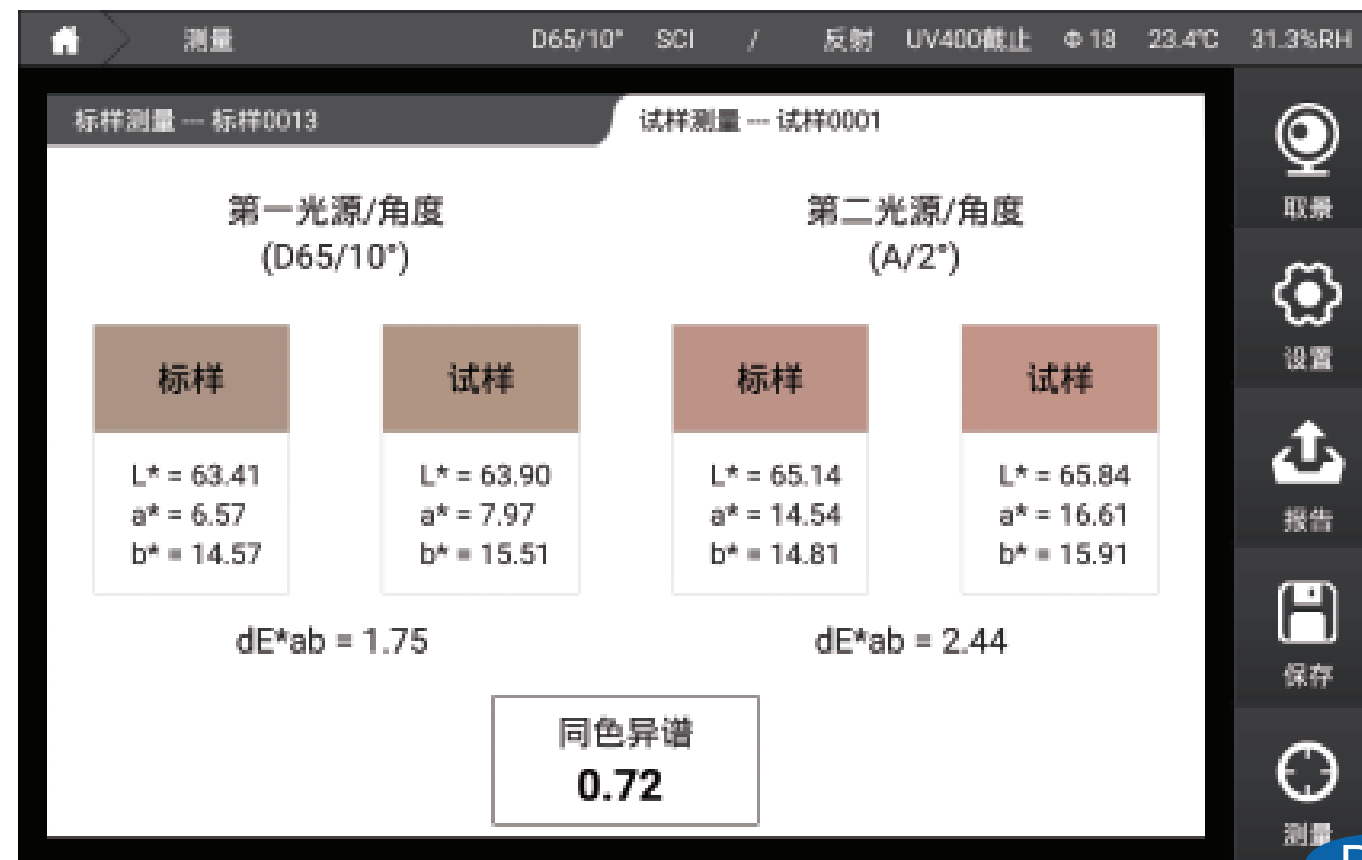 测量 D65/10° SCI / 反射 UV400截止 Φ18 23.4℃ 31.3%RH
标样测量 --- 标样0013
试样测量 --- 试样0001
取景
第一光源/角度
(D65/10°)
第二光源/角度
(A/2°)
设置
标样
试样
标样
试样
L* = 63.41
a* = 6.57
b* = 14.57
L* = 63.90
a* = 7.97
b* = 15.51
L* = 65.14
a* = 14.54
b* = 14.81
L* = 65.84
a* = 16.61
b* = 15.91
报告
dE*ab = 1.75
dE*ab = 2.44
保存
同色异谱
0.72
测量